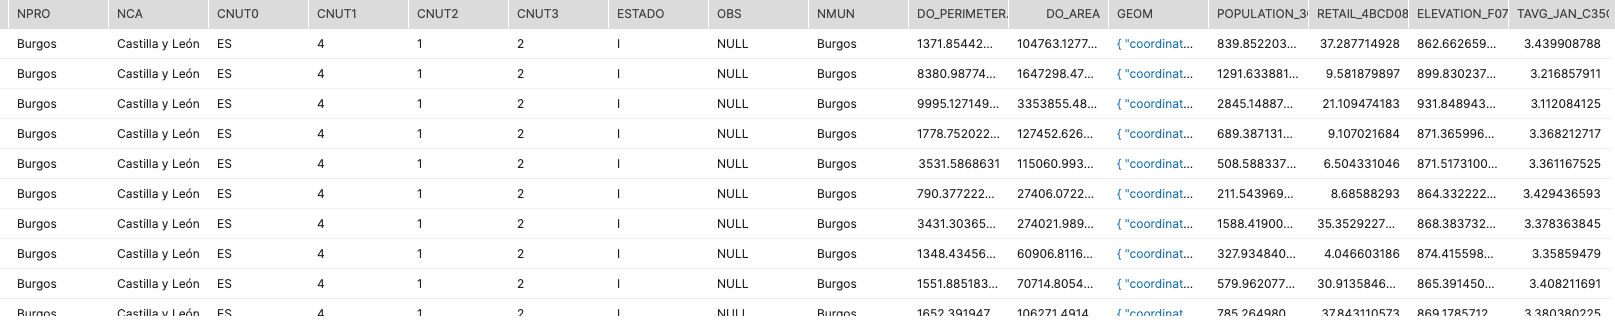 NPRO NCA CNUT0 CNUT1 CNUT2 CNUT3 ESTADO OBS NMUN DO_PERIMETER. DO_AREA GEOM POPULATION_3 RETAIL_4BCD08 ELEVATION_F07 TAVG_JAN_C35
Burgos Castilla y León ES 4 1 2 I NULL Burgos 1371.85442... 104763.1277... { "coordinat... 839.852203... 37.287714928 862.662659... 3.439908788
Burgos Castilla y León ES 4 1 2 I NULL Burgos 8380.98774... 1647298.47... { "coordinat... 1291.633881... 9.581879897 899.830237... 3.216857911
Burgos Castilla y León ES 4 1 2 I NULL Burgos 9995.127149... 3353855.48... { "coordinat... 2845.14887... 21.109474183 931.848943... 3.112084125
Burgos Castilla y León ES 4 1 2 I NULL Burgos 1778.752022... 127452.626... { "coordinat... 689.387131... 9.107021684 871.365996... 3.368212717
Burgos Castilla y León ES 4 1 2 I NULL Burgos 3531.5868631 115060.993... { "coordinat... 508.588337... 6.504331046 871.5173100... 3.361167525
Burgos Castilla y León ES 4 1 2 I NULL Burgos 790.377222... 27406.0722... { "coordinat... 211.543969... 8.68588293 864.332222... 3.429436593
Burgos Castilla y León ES 4 1 2 I NULL Burgos 3431.30365... 274021.989... { "coordinat... 1588.41900... 35.3529227... 868.383732... 3.378363845
Burgos Castilla y León ES 4 1 2 I NULL Burgos 1348.43456... 60906.8116... { "coordinat... 327.934840... 4.046603186 874.415598... 3.35859479
Burgos Castilla y León ES 4 1 2 I NULL Burgos 1551.885183... 70714.8054... { "coordinat... 579.962077... 30.9135846... 865.391450... 3.408211691
Burgos Castilla y León ES 4 1 2 I NULL Burgos 1652.391947 106271.4914 { "coordinat 785.264980 37.843110573 869.1785712 3.380380225